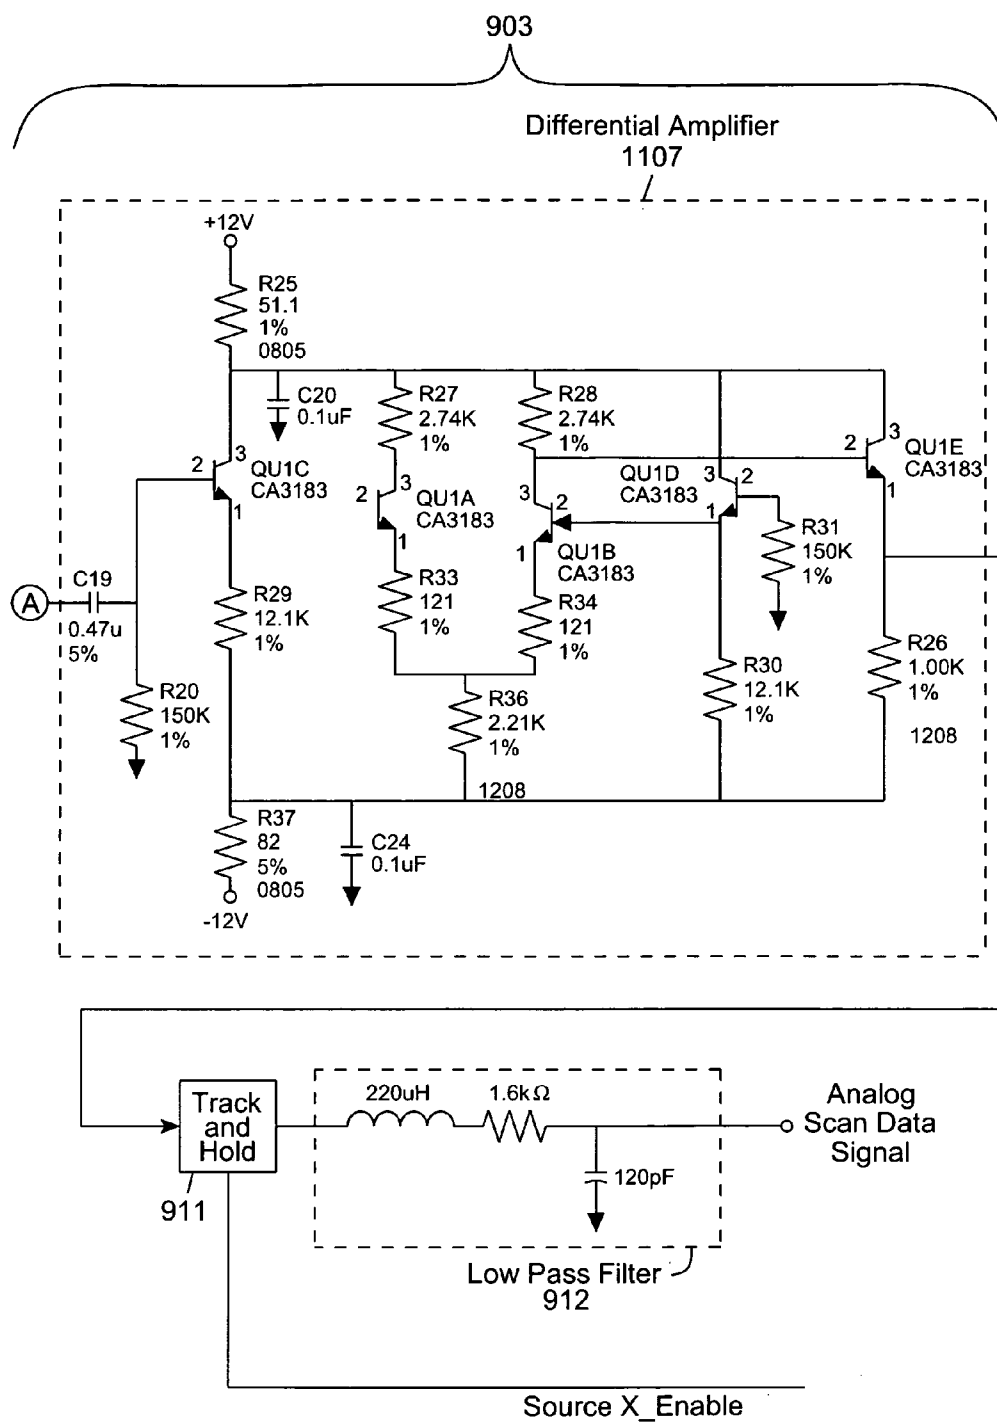 903
Differential Amplifier
1107
+12V
R25
51.1
1%
0805
C20
0.1uF
R27
2.74K
1%
R28
2.74K
1%
3
2
QU1C
CA3183
1
3
2
QU1A
CA3183
1
3
2
1
QU1B
CA3183
QU1D
CA3183
3
2
1
3
2
QU1E
CA3183
1
R31
150K
1%
A
C19
0.47u
5%
R29
12.1K
1%
R33
121
1%
R34
121
1%
R20
150K
1%
R36
2.21K
1%
1208
R30
12.1K
1%
R26
1.00K
1%
1208
R37
82
5%
0805
C24
0.1uF
-12V
Track
and
Hold
911
220uH
1.6kΩ
120pF
Low Pass Filter
912
Analog
Scan Data
Signal
Source X_Enable